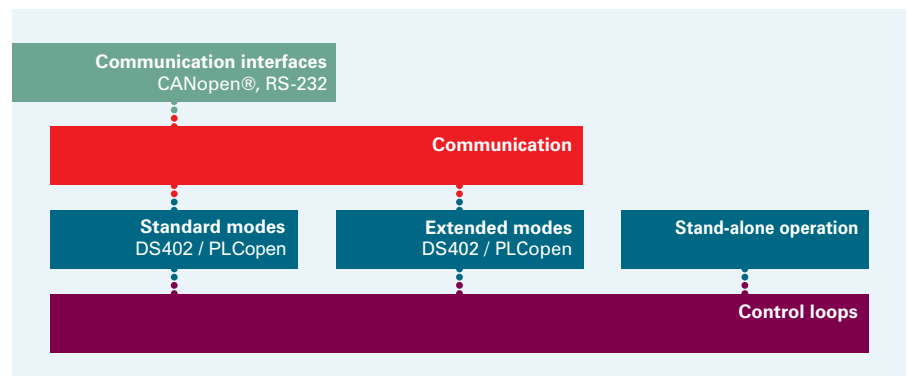 Communication interfaces
CANopen®, RS-232
Communication
Standard modes
DS402 / PLCopen
Extended modes
DS402 / PLCopen
Stand-alone operation
Control loops